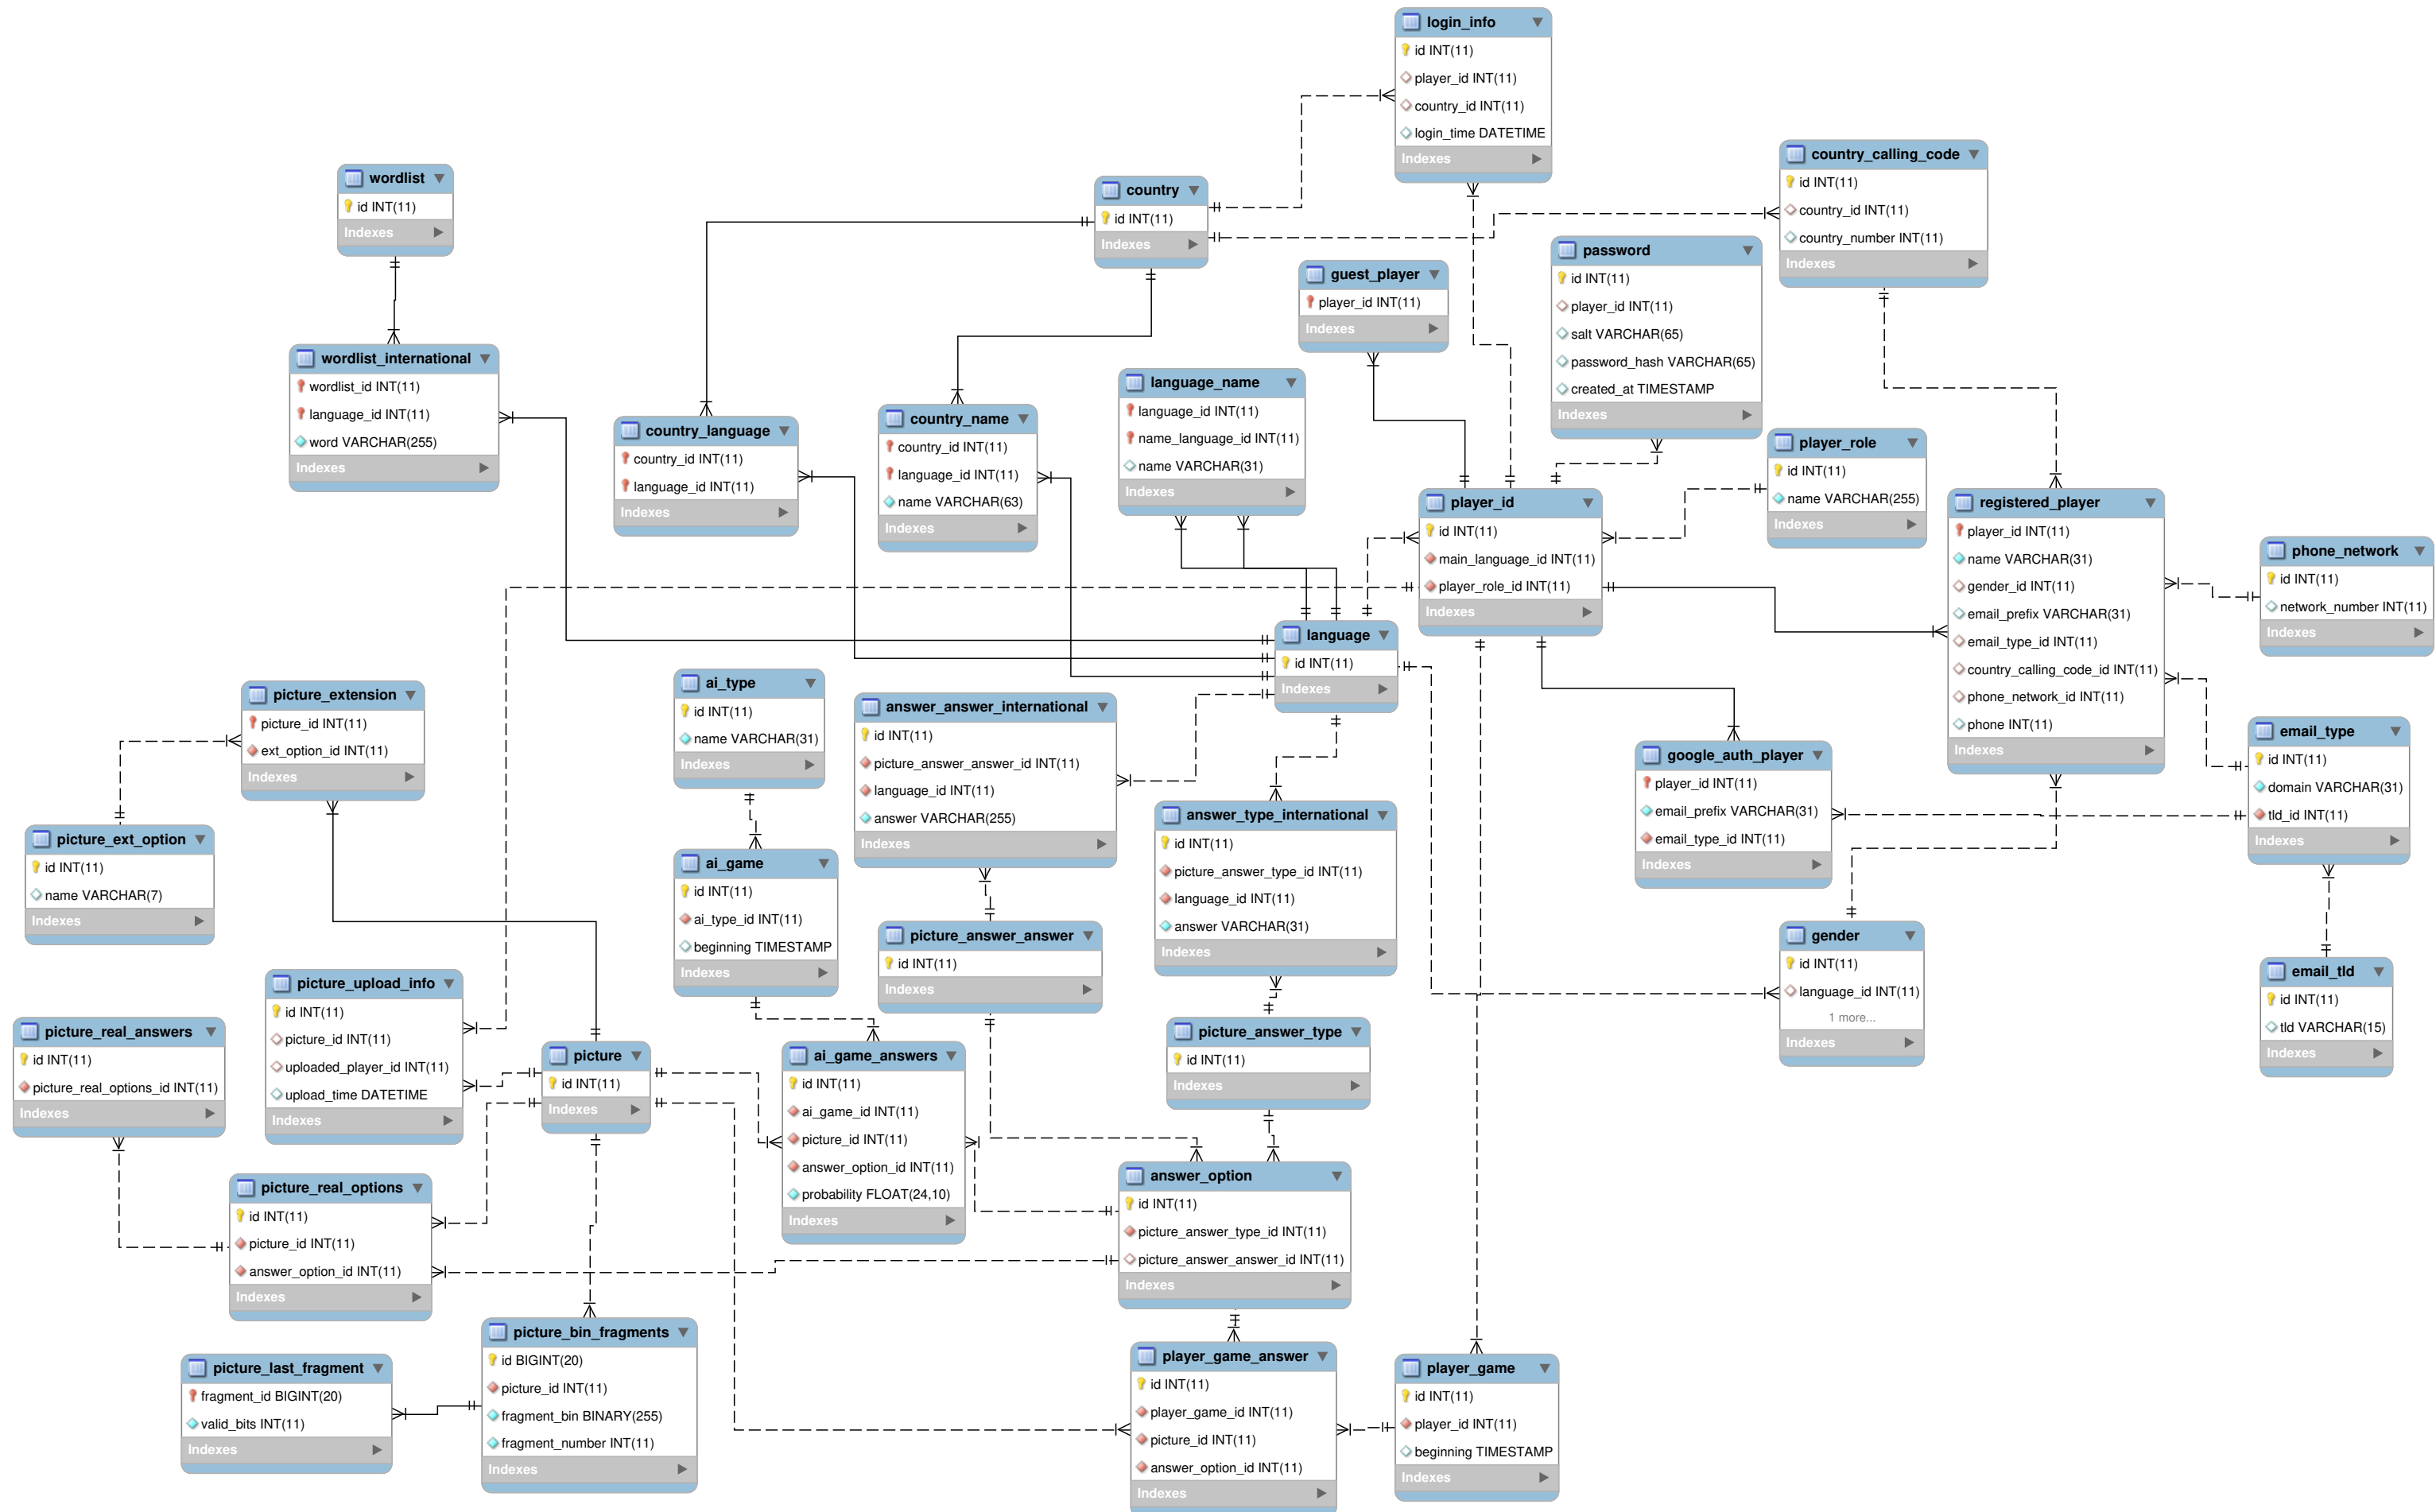 login_info
id INT(11)
player_id INT(11)
country_id INT(11)
login_time DATETIME
Indexes
country_calling_code
id INT(11)
country_id INT(11)
country_number INT(11)
Indexes
wordlist
id INT(11)
Indexes
country
id INT(11)
Indexes
password
id INT(11)
player_id INT(11)
salt VARCHAR(65)
password_hash VARCHAR(65)
created_at TIMESTAMP
Indexes
guest_player
player_id INT(11)
Indexes
wordlist_international
wordlist_id INT(11)
language_id INT(11)
word VARCHAR(255)
Indexes
language_name
language_id INT(11)
name_language_id INT(11)
name VARCHAR(31)
Indexes
country_language
country_id INT(11)
language_id INT(11)
Indexes
country_name
country_id INT(11)
language_id INT(11)
name VARCHAR(63)
Indexes
player_role
id INT(11)
name VARCHAR(255)
Indexes
player_id
id INT(11)
main_language_id INT(11)
player_role_id INT(11)
Indexes
registered_player
player_id INT(11)
name VARCHAR(31)
gender_id INT(11)
email_prefix VARCHAR(31)
email_type_id INT(11)
country_calling_code_id INT(11)
phone_network_id INT(11)
phone INT(11)
Indexes
phone_network
id INT(11)
network_number INT(11)
Indexes
language
id INT(11)
Indexes
picture_extension
picture_id INT(11)
ext_option_id INT(11)
Indexes
ai_type
id INT(11)
name VARCHAR(31)
Indexes
answer_answer_international
id INT(11)
picture_answer_answer_id INT(11)
language_id INT(11)
answer VARCHAR(255)
Indexes
google_auth_player
player_id INT(11)
email_prefix VARCHAR(31)
email_type_id INT(11)
Indexes
email_type
id INT(11)
domain VARCHAR(31)
tld_id INT(11)
Indexes
picture_ext_option
id INT(11)
name VARCHAR(7)
Indexes
ai_game
id INT(11)
ai_type_id INT(11)
beginning TIMESTAMP
Indexes
answer_type_international
id INT(11)
picture_answer_type_id INT(11)
language_id INT(11)
answer VARCHAR(31)
Indexes
picture_answer_answer
id INT(11)
Indexes
gender
id INT(11)
language_id INT(11)
1 more...
Indexes
email_tld
id INT(11)
tld VARCHAR(15)
Indexes
picture_upload_info
id INT(11)
picture_id INT(11)
uploaded_player_id INT(11)
upload_time DATETIME
Indexes
picture_real_answers
id INT(11)
picture_real_options_id INT(11)
Indexes
picture
id INT(11)
Indexes
ai_game_answers
id INT(11)
ai_game_id INT(11)
picture_id INT(11)
answer_option_id INT(11)
probability FLOAT(24,10)
Indexes
picture_answer_type
id INT(11)
Indexes
picture_real_options
id INT(11)
picture_id INT(11)
answer_option_id INT(11)
Indexes
answer_option
id INT(11)
picture_answer_type_id INT(11)
picture_answer_answer_id INT(11)
Indexes
picture_bin_fragments
id BIGINT(20)
picture_id INT(11)
fragment_bin BINARY(255)
fragment_number INT(11)
Indexes
picture_last_fragment
fragment_id BIGINT(20)
valid_bits INT(11)
Indexes
player_game_answer
id INT(11)
player_game_id INT(11)
picture_id INT(11)
answer_option_id INT(11)
Indexes
player_game
id INT(11)
player_id INT(11)
beginning TIMESTAMP
Indexes